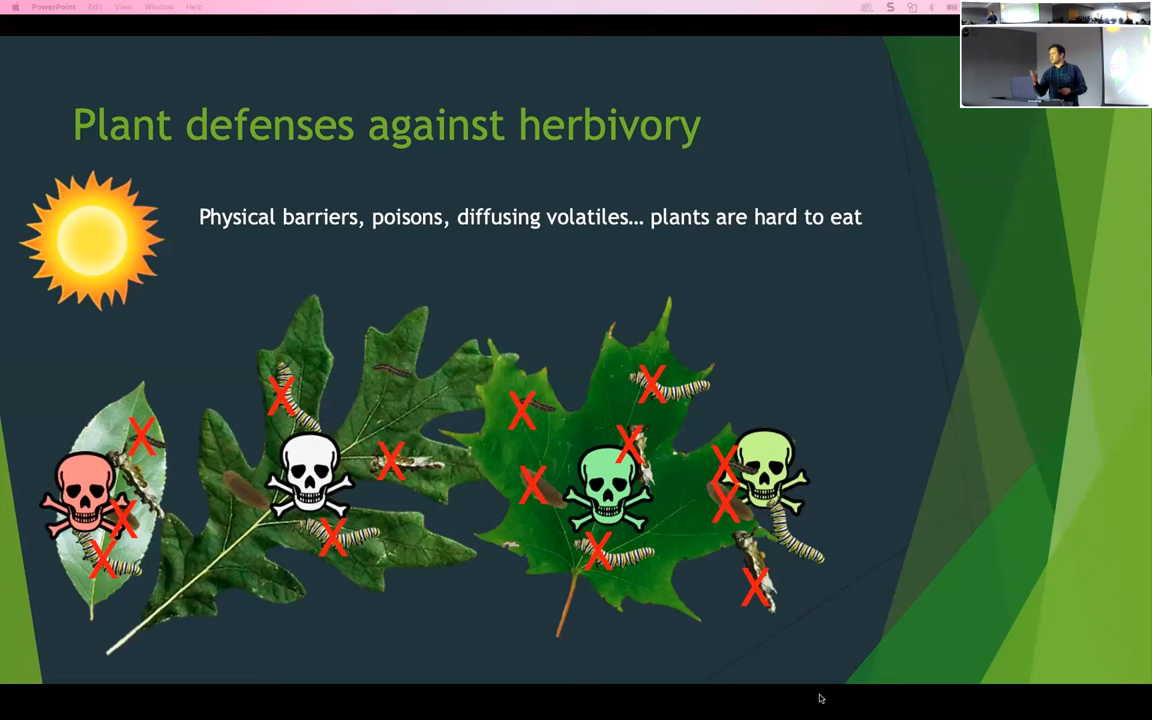 PowerPoint Edit View Window Help
Plant defenses against herbivory
Physical barriers, poisons, diffusing volatiles... plants are hard to eat
X
X
X
X
X
X
X
X
X
X
X
X
X
X